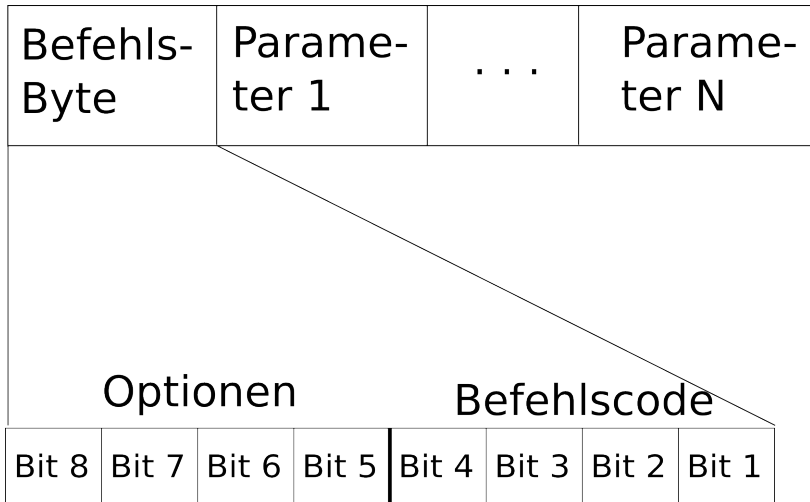 Befehls-
Byte
Parame-
ter 1
. . .
Parame-
ter N
Optionen
Befehlscode
Bit 8 Bit 7 Bit 6 Bit 5 Bit 4 Bit 3 Bit 2 Bit 1